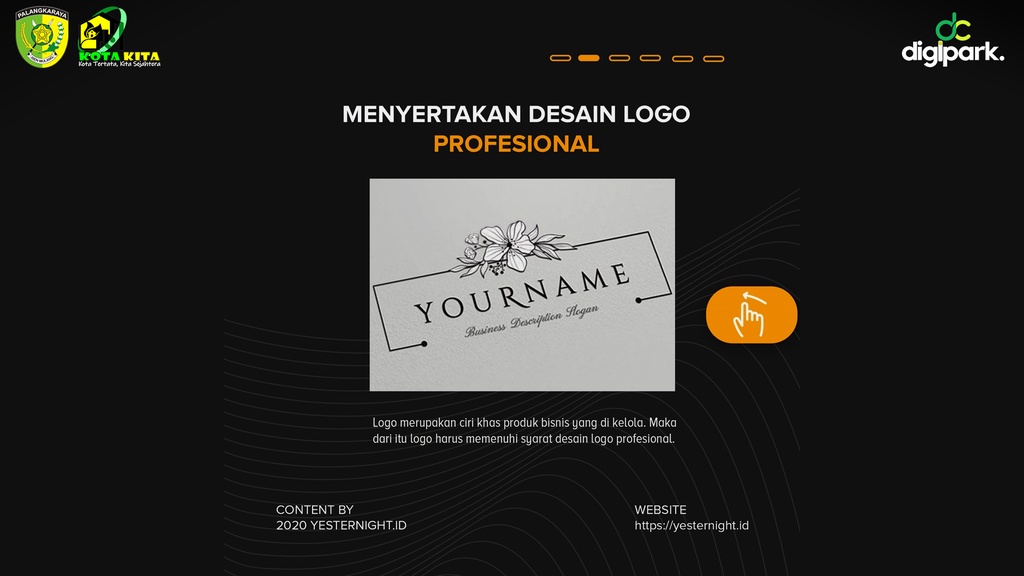 PALANGKARAYA
KOTA KITA
Kota Tertata, Kita Sejahtera
dc
digipark.
MENYERTAKAN DESAIN LOGO
PROFESIONAL
YOURNAME
Business Description Slogan
Logo merupakan ciri khas produk bisnis yang di kelola. Maka
dari itu logo harus memenuhi syarat desain logo profesional.
CONTENT BY
2020 YESTERNIGHT.ID
WEBSITE
https://yesternight.id